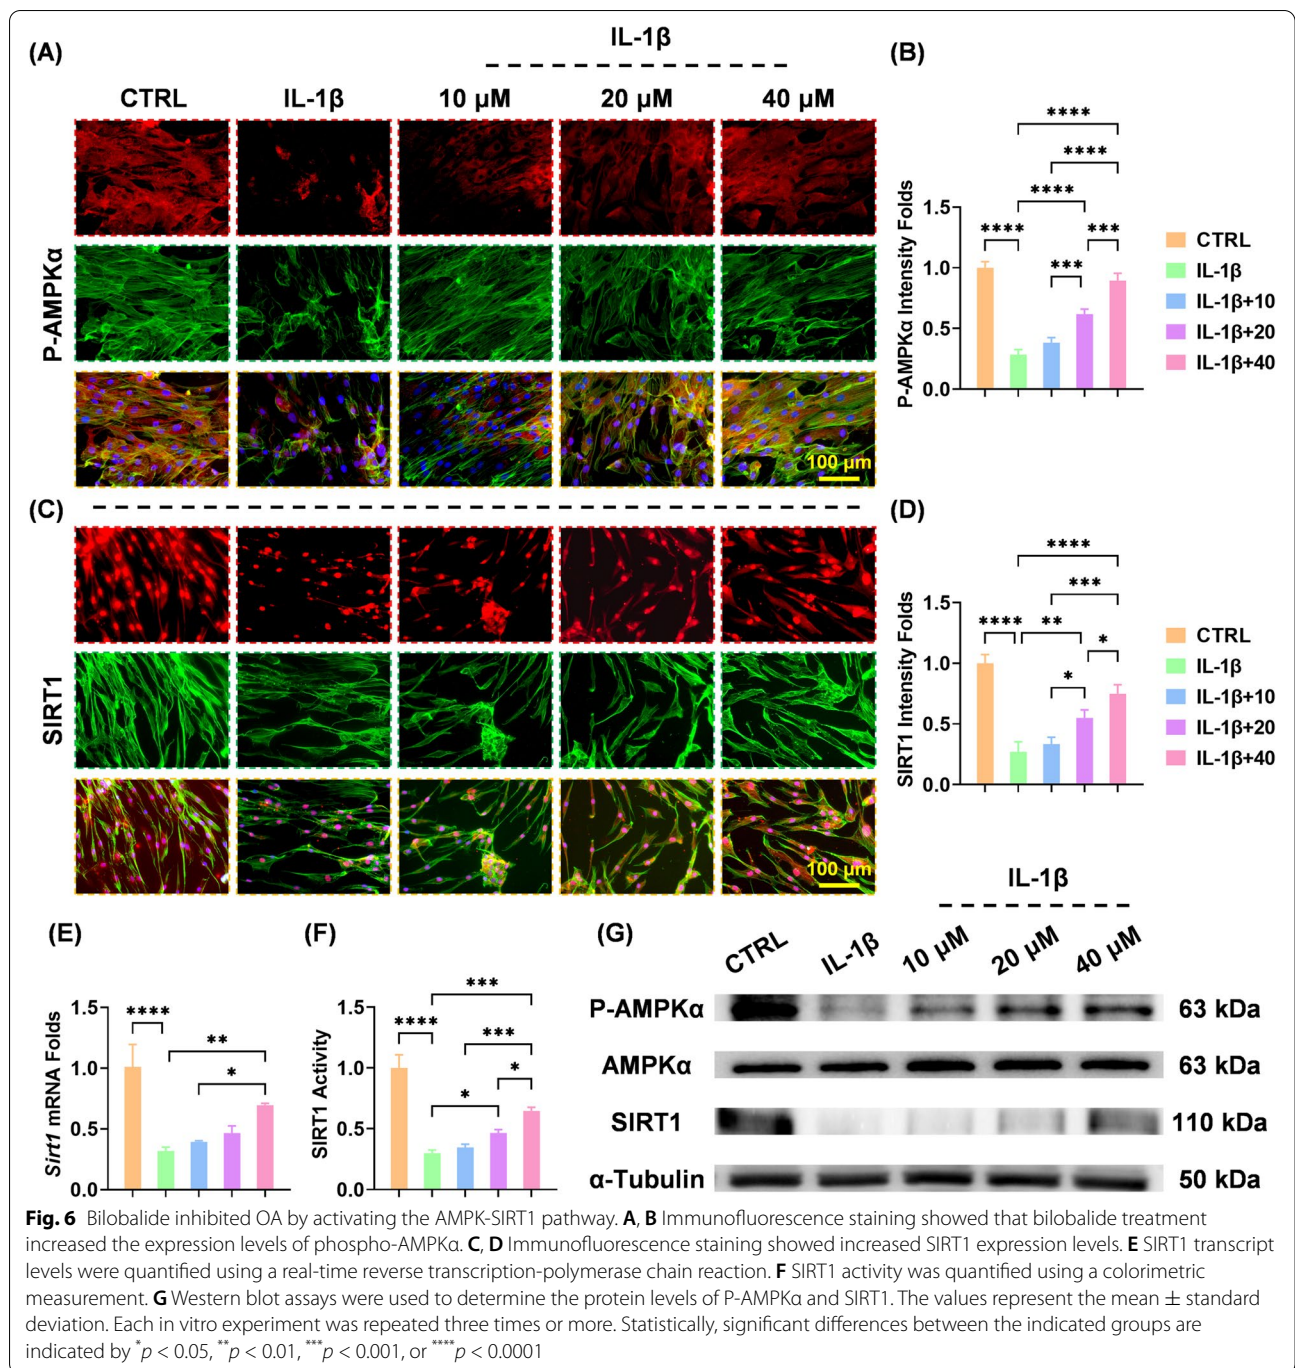 (A)
IL-1β
CTRL IL-1β 10 μM 20 μM 40 μM
P-AMPKα
100 μm
(B)
****
****
****
**** ***
***
P-AMPKα Intensity Folds
1.5
1.0
0.5
0.0
CTRL
IL-1β
IL-1β+10
IL-1β+20
IL-1β+40
(C)
SIRT1
100 μm
(D)
****
***
**** **
*
*
SIRT1 Intensity Folds
1.5
1.0
0.5
0.0
CTRL
IL-1β
IL-1β+10
IL-1β+20
IL-1β+40
(E)
****
**
*
Sirt1 mRNA Folds
1.5
1.0
0.5
0.0
(F)
***
****
***
*
*
SIRT1 Activity
1.5
1.0
0.5
0.0
(G)
IL-1β
CTRL IL-1β 10 μM 20 μM 40 μM
P-AMPKα 63 kDa
AMPKα 63 kDa
SIRT1 110 kDa
α-Tubulin 50 kDa
Fig. 6 Bilobalide inhibited OA by activating the AMPK-SIRT1 pathway. A, B Immunofluorescence staining showed that bilobalide treatment
increased the expression levels of phospho-AMPKα. C, D Immunofluorescence staining showed increased SIRT1 expression levels. E SIRT1 transcript
levels were quantified using a real-time reverse transcription-polymerase chain reaction. F SIRT1 activity was quantified using a colorimetric
measurement. G Western blot assays were used to determine the protein levels of P-AMPKα and SIRT1. The values represent the mean ± standard
deviation. Each in vitro experiment was repeated three times or more. Statistically, significant differences between the indicated groups are
indicated by *p < 0.05, **p < 0.01, ***p < 0.001, or ****p < 0.0001